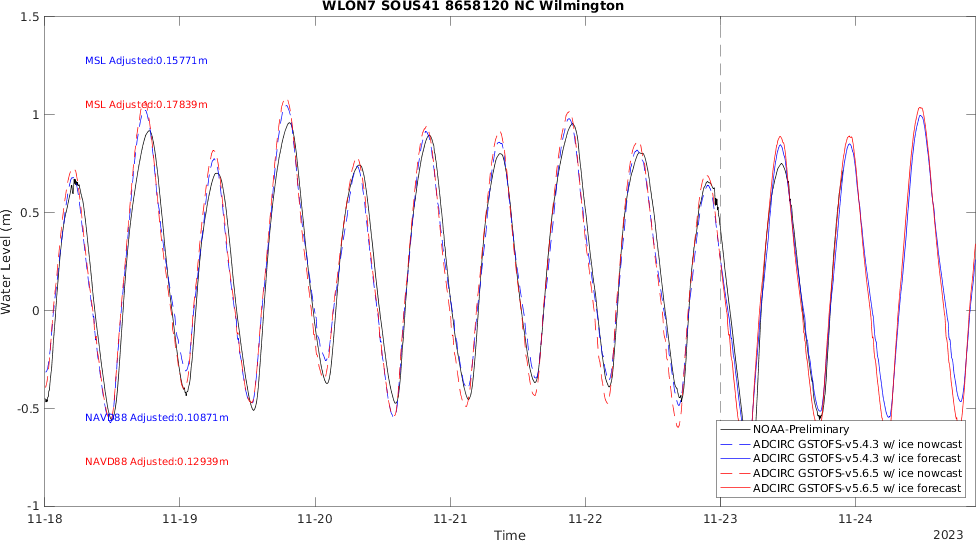 WLON7 SOUS41 8658120 NC Wilmington
1.5
1
0.5
0
-0.5
-1
Water Level (m)
MSL Adjusted:0.15771m
MSL Adjusted:0.17839m
NAVD88 Adjusted:0.10871m
NAVD88 Adjusted:0.12939m
NOAA-Preliminary
ADCIRC GSTOFS-v5.4.3 w/ ice nowcast
ADCIRC GSTOFS-v5.4.3 w/ ice forecast
ADCIRC GSTOFS-v5.6.5 w/ ice nowcast
ADCIRC GSTOFS-v5.6.5 w/ ice forecast
11-18 11-19 11-20 11-21 11-22 11-23 11-24
Time
2023